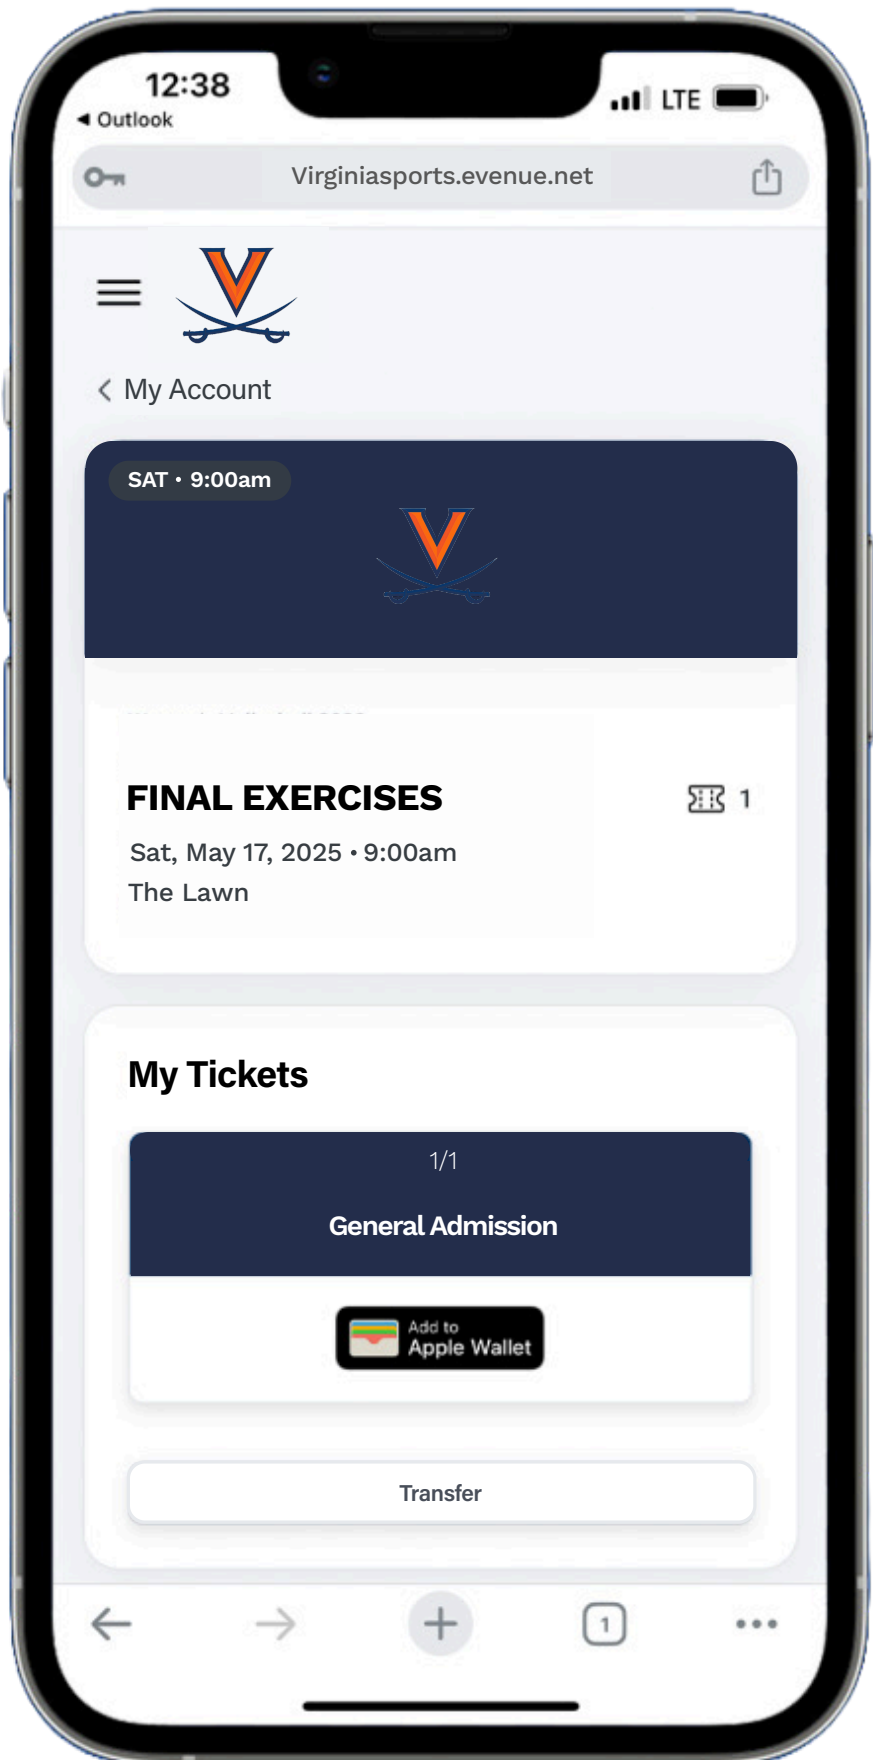 12:38
LTE
◀ Outlook
Virginiasports.evenue.net
My Account
SAT • 9:00am
FINAL EXERCISES
1
Sat, May 17, 2025 • 9:00am
The Lawn
My Tickets
1/1
General Admission
Add to
Apple Wallet
Transfer
1